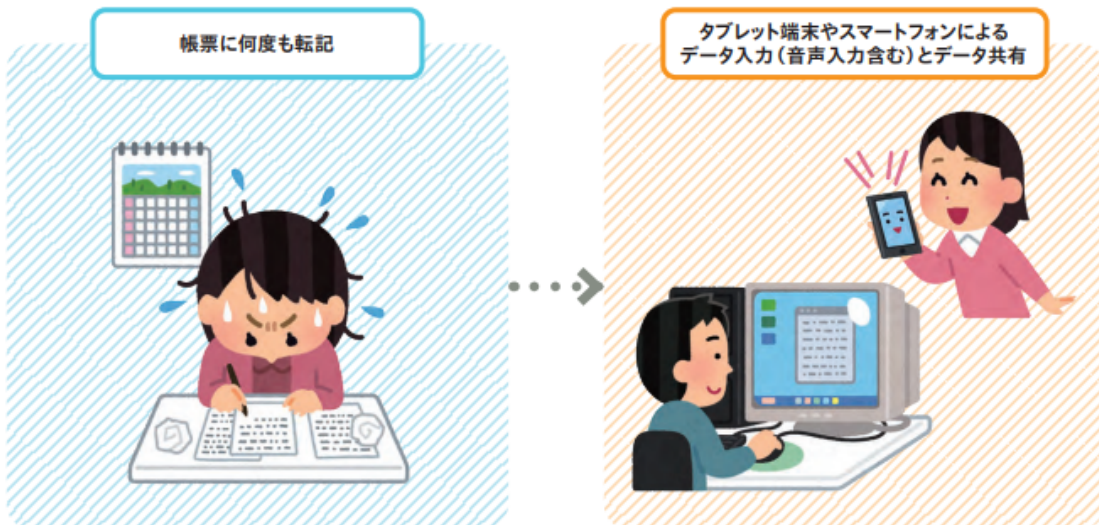 帳票に何度も転記
タブレット端末やスマートフォンによる
データ入力（音声入力含む）とデータ共有